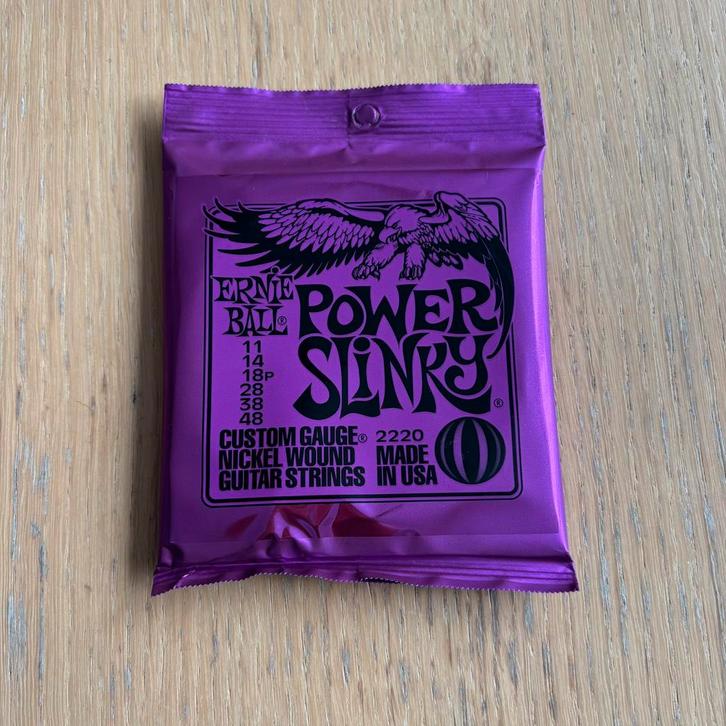 ERNIE
BALL®
POWER
SLINKY®
11
14
18P
28
38
48
CUSTOM GAUGE®
NICKEL WOUND
GUITAR STRINGS
2220
MADE
IN USA